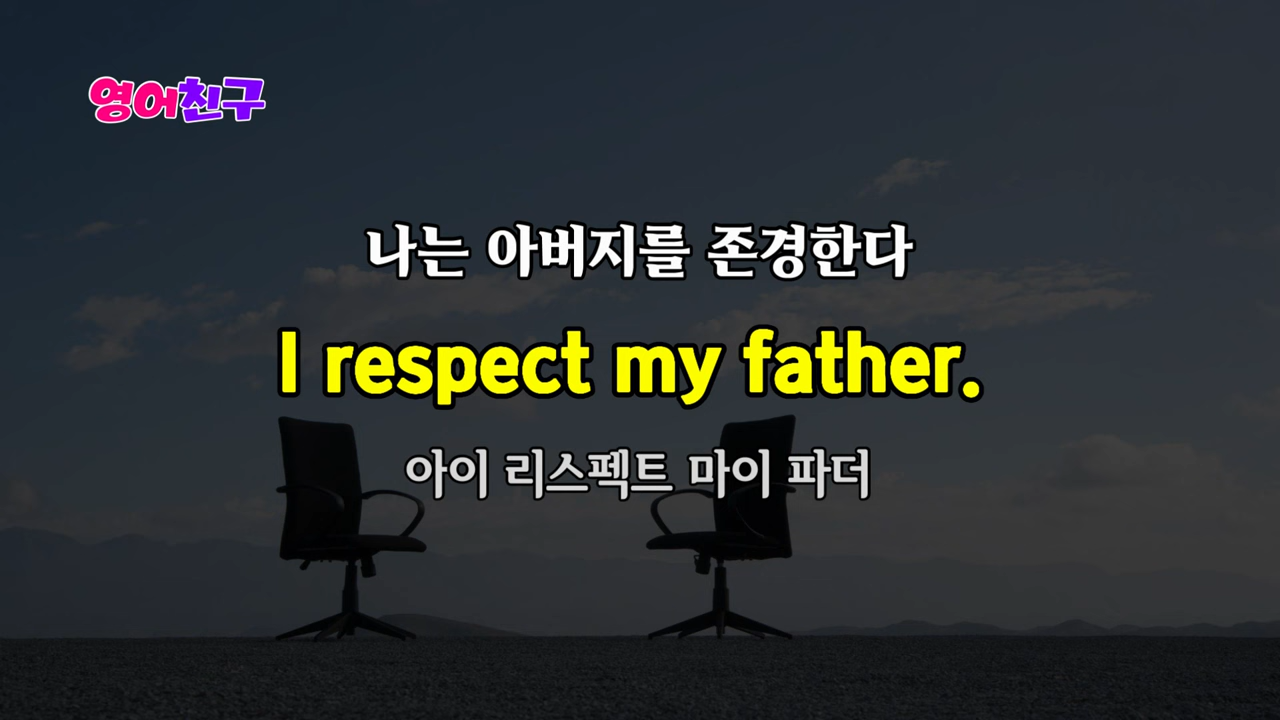 영어친구
나는 아버지를 존경한다
I respect my father.
아이 리스펙트 마이 파더